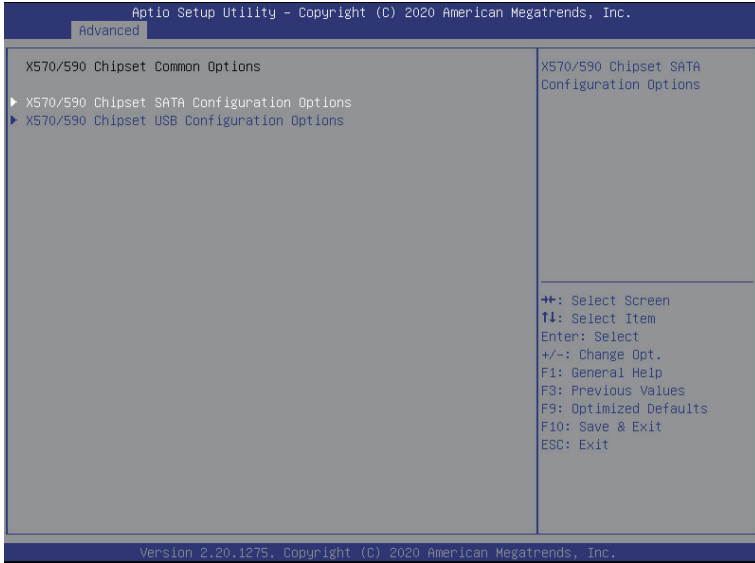 Aptio Setup Utility – Copyright (C) 2020 American Megatrends, Inc.
Advanced
X570/590 Chipset Common Options
X570/590 Chipset SATA Configuration Options
X570/590 Chipset USB Configuration Options
X570/590 Chipset SATA
Configuration Options
→←: Select Screen
↑↓: Select Item
Enter: Select
+/-: Change Opt.
F1: General Help
F3: Previous Values
F9: Optimized Defaults
F10: Save & Exit
ESC: Exit
Version 2.20.1275. Copyright (C) 2020 American Megatrends, Inc.